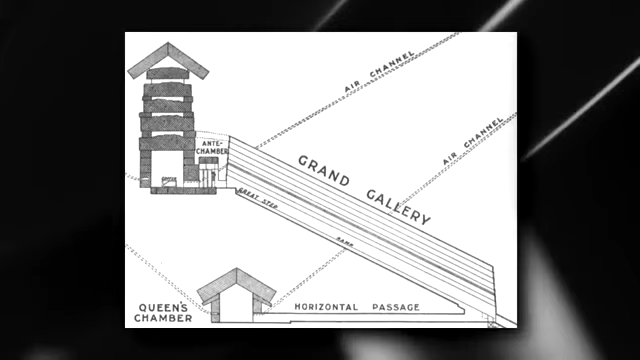 AIR CHANNEL
AIR CHANNEL
ANTE-
CHAMBER
GRAND GALLERY
GREAT STEP
RAMP
QUEEN'S
CHAMBER
HORIZONTAL PASSAGE